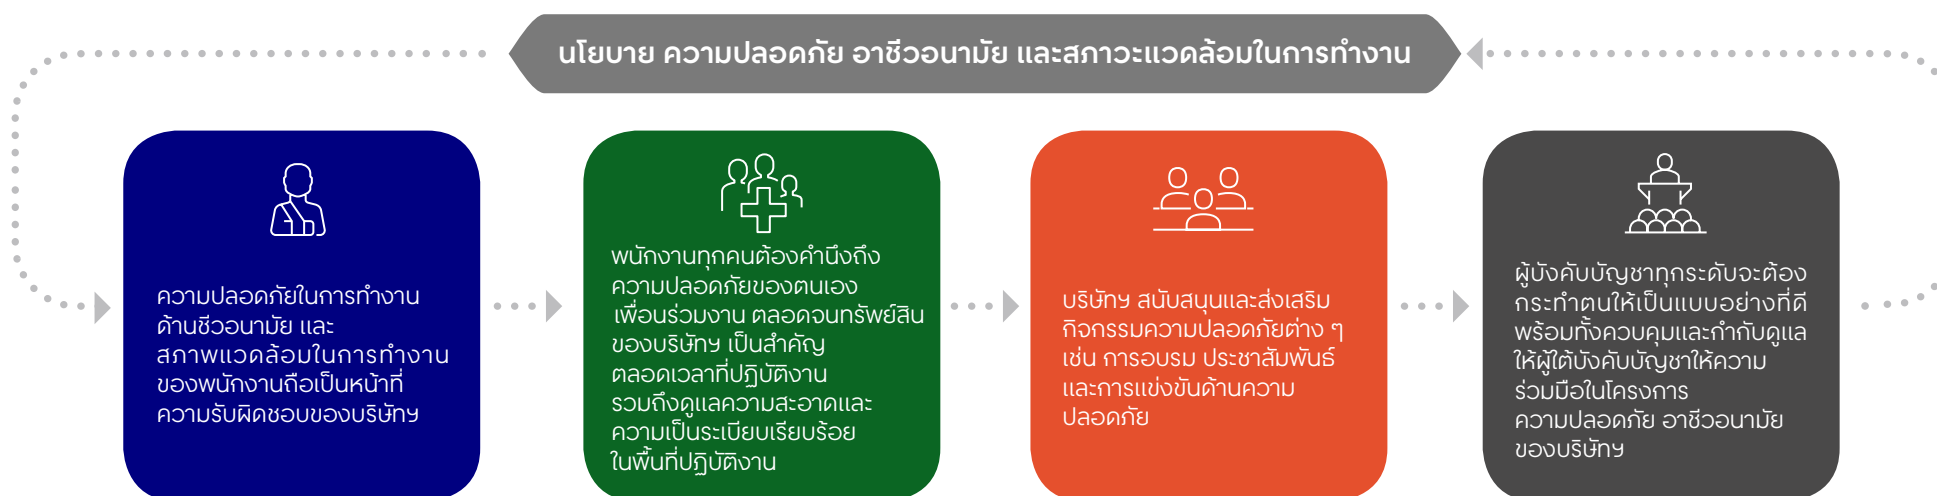 นโยบาย ความปลอดภัย อาชีวอนามัย และสภาวะแวดล้อมในการทำงาน
ความปลอดภัยในการทำงาน
ด้านชีวอนามัย และ
สภาพแวดล้อมในการทำงาน
ของพนักงานถือเป็นหน้าที่
ความรับผิดชอบของบริษัทฯ
พนักงานทุกคนต้องคำนึงถึง
ความปลอดภัยของตนเอง
เพื่อนร่วมงาน ตลอดจนทรัพย์สิน
ของบริษัทฯ เป็นสำคัญ
ตลอดเวลาที่ปฏิบัติงาน
รวมถึงดูแลความสะอาดและ
ความเป็นระเบียบเรียบร้อย
ในพื้นที่ปฏิบัติงาน
บริษัทฯ สนับสนุนและส่งเสริม
กิจกรรมความปลอดภัยต่าง ๆ
เช่น การอบรม ประชาสัมพันธ์
และการแข่งขันด้านความ
ปลอดภัย
ผู้บังคับบัญชาทุกระดับจะต้อง
กระทำตนให้เป็นแบบอย่างที่ดี
พร้อมทั้งควบคุมและกำกับดูแล
ให้ผู้ใต้บังคับบัญชาให้ความ
ร่วมมือในโครงการ
ความปลอดภัย อาชีวอนามัย
ของบริษัทฯ